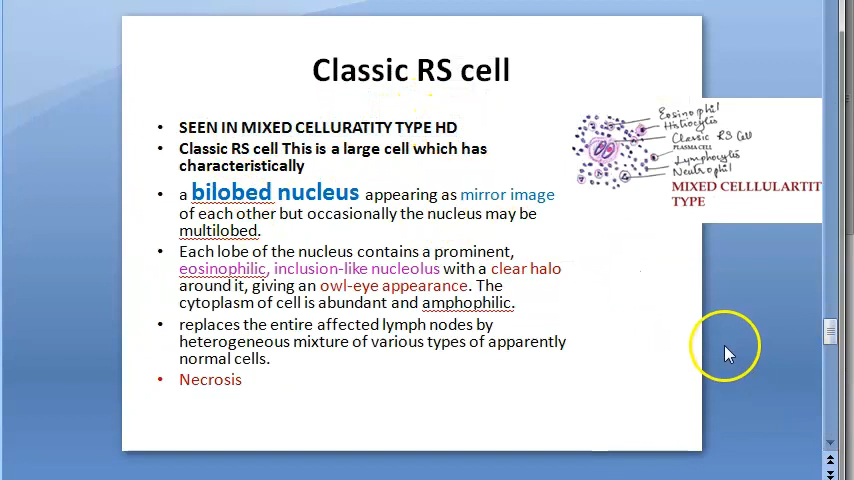 Classic RS cell
• SEEN IN MIXED CELLURATITY TYPE HD
• Classic RS cell This is a large cell which has
characteristically
• a bilobed nucleus appearing as mirror image
of each other but occasionally the nucleus may be
multilobed.
• Each lobe of the nucleus contains a prominent,
eosinophilic, inclusion-like nucleolus with a clear halo
around it, giving an owl-eye appearance. The
cytoplasm of cell is abundant and amphophilic.
• replaces the entire affected lymph nodes by
heterogeneous mixture of various types of apparently
normal cells.
• Necrosis
Eosinophil
Histiocytes
Classic RS Cell
PLASMA CELL
Lymphocytes
Neutrophil
MIXED CELLLULARTIT
TYPE